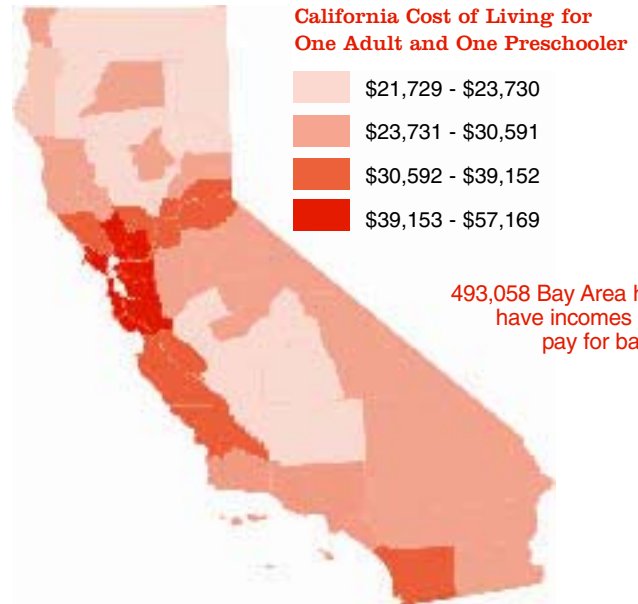 California Cost of Living for
One Adult and One Preschooler
$21,729 - $23,730
$23,731 - $30,591
$30,592 - $39,152
$39,153 - $57,169
493,058 Bay Area
have incomes
pay for